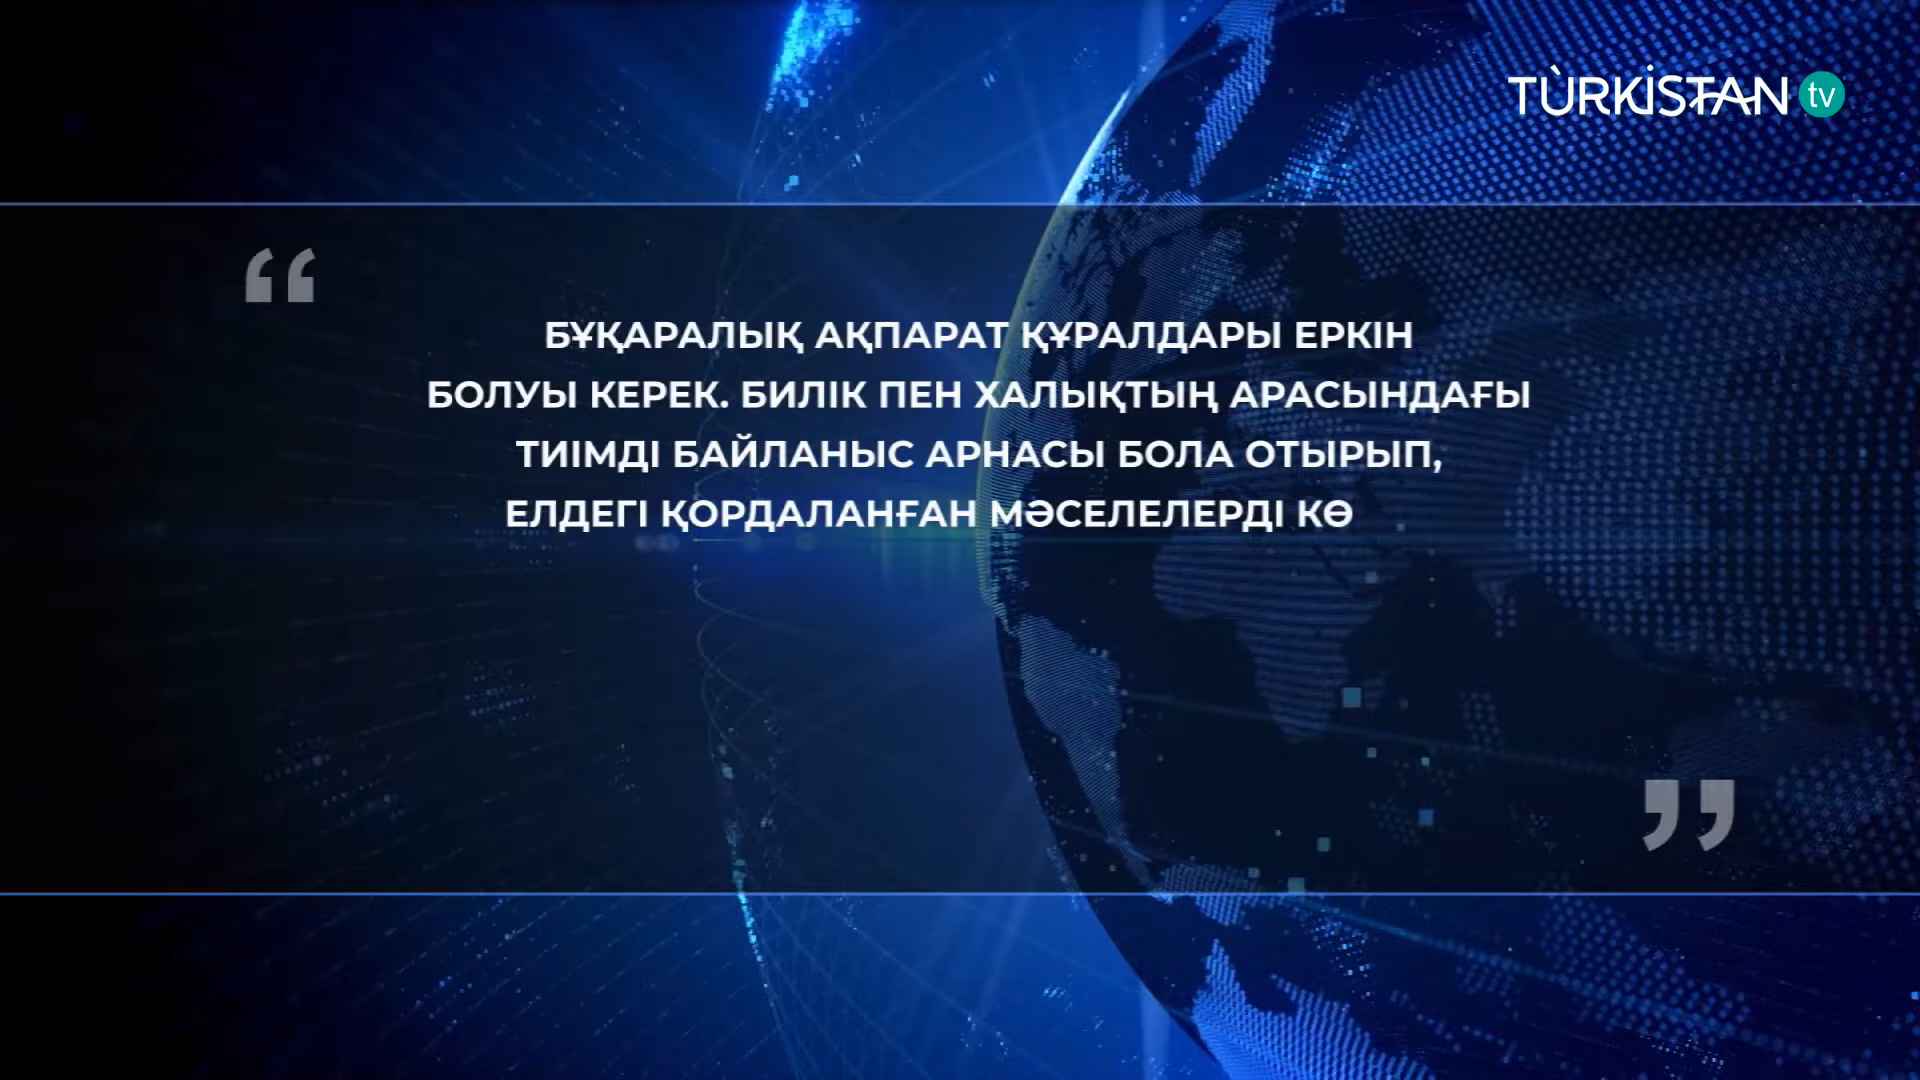 TÜRKİSTAN tv
“
БҰҚАРАЛЫҚ АҚПАРАТ ҚҰРАЛДАРЫ ЕРКІН
БОЛУЫ КЕРЕК. БИЛІК ПЕН ХАЛЫҚТЫҢ АРАСЫНДАҒЫ
ТИІМДІ БАЙЛАНЫС АРНАСЫ БОЛА ОТЫРЫП,
ЕЛДЕГІ ҚОРДАЛАНҒАН МӘСЕЛЕЛЕРДІ КӨ
”